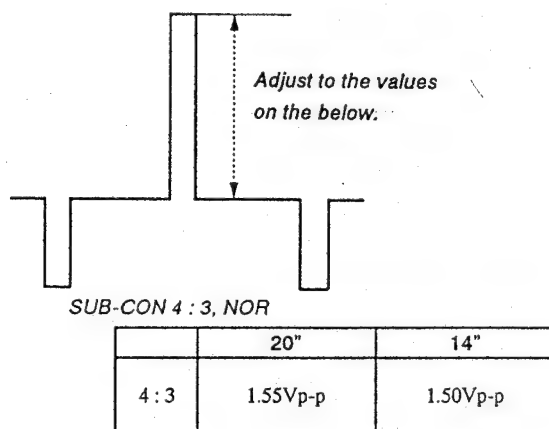 Adjust to the values
on the below.
SUB-CON 4 : 3, NOR
20" 14"
4 : 3 1.55Vp-p 1.50Vp-p